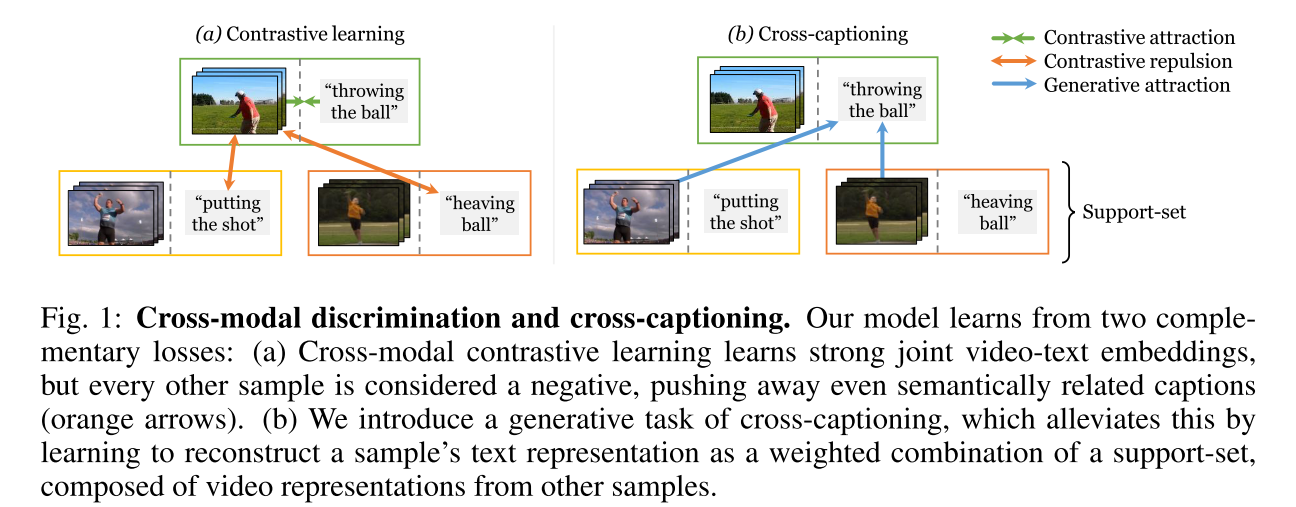 (a) Contrastive learning
“throwing
the ball”
“putting
the shot”
“heaving
ball”
(b) Cross-captioning
“throwing
the ball”
“putting
the shot”
“heaving
ball”
Contrastive attraction
Contrastive repulsion
Generative attraction
Support-set
Fig. 1: Cross-modal discrimination and cross-captioning. Our model learns from two comple-
mentary losses: (a) Cross-modal contrastive learning learns strong joint video-text embeddings,
but every other sample is considered a negative, pushing away even semantically related captions
(orange arrows). (b) We introduce a generative task of cross-captioning, which alleviates this by
learning to reconstruct a sample’s text representation as a weighted combination of a support-set,
composed of video representations from other samples.